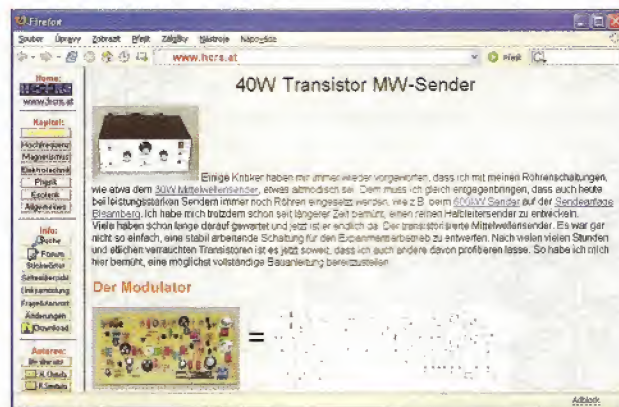 Firefox
Soubor Úpravy Zobrazit Přejít Záložky Nástroje Nápověda
www.hcrs.at
Přejít
Home:
www.hcrs.at
Kapitel:
Hochfrequenz
Magnetismus
Elektrotechnik
Physik
Esoterik
Allgemeines
Info:
Suche
Forum
Stichwörter
Seitenübersicht
Linksammlung
Frage&Antwort
Änderungen
Download
Autoren:
40W Transistor MW-Sender
Einige Kritiker haben mir immer wieder vorgeworfen, dass ich mit meinen Röhrenschaltungen,
wie etwa dem 30W Mittelwellensender, etwas altmodisch sei. Dem muss ich gleich entgegenbringen, dass auch heute
bei leistungsstarken Sendern immer noch Röhren eingesetzt werden, wie z.B. beim 600kW Sender auf der Sendeanlage
Bisamberg. Ich habe mich trotzdem schon seit längerer Zeit bemüht, einen reinen Halbleitersender zu entwickeln.
Viele haben schon lange darauf gewartet und jetzt ist er endlich da: Der transistorisierte Mittelwellensender. Es war gar
nicht so einfach, eine stabil arbeitende Schaltung für den Experimentierbetrieb zu entwerfen. Nach vielen vielen Stunden
und etlichen verrauchten Transistoren ist es jetzt soweit, dass ich auch andere davon profitieren lasse. So habe ich mich
hier bemüht, eine möglichst vollständige Bauanleitung bereitzustellen.
Der Modulator
=
Adblock